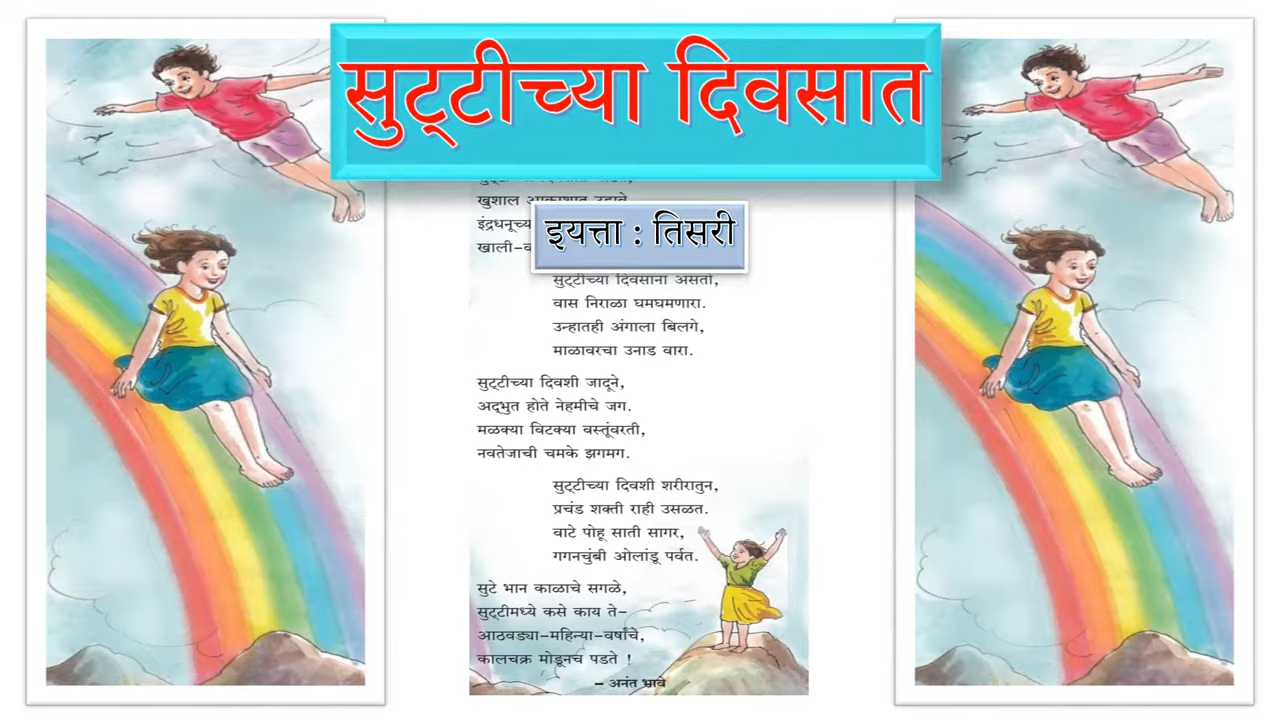 सुट्टीच्या दिवसात
खुशाल आकाशात उडावे
इयत्ता : तिसरी
इंद्रधनूच्या
खाली-व
सुट्टीच्या दिवसांना असतो,
वास निराळा घमघमणारा.
उन्हातही अंगाला बिलगे,
माळावरचा उनाड वारा.
सुट्टीच्या दिवशी जादूने,
अद्भुत होते नेहमीचे जग.
मळक्या विटक्या वस्तूंवरती,
नवतेजाची चमके झगमग.
सुट्टीच्या दिवशी शरीरातुन,
प्रचंड शक्ती राही उसळत.
वाटे पोहू साती सागर,
गगनचुंबी ओलांडू पर्वत.
सुटे भान काळाचे सगळे,
सुट्टीमध्ये कसे काय ते-
आठवड्या-महिन्या-वर्षांचे,
कालचक्र मोडूनच पडते !
- अनंत भावे